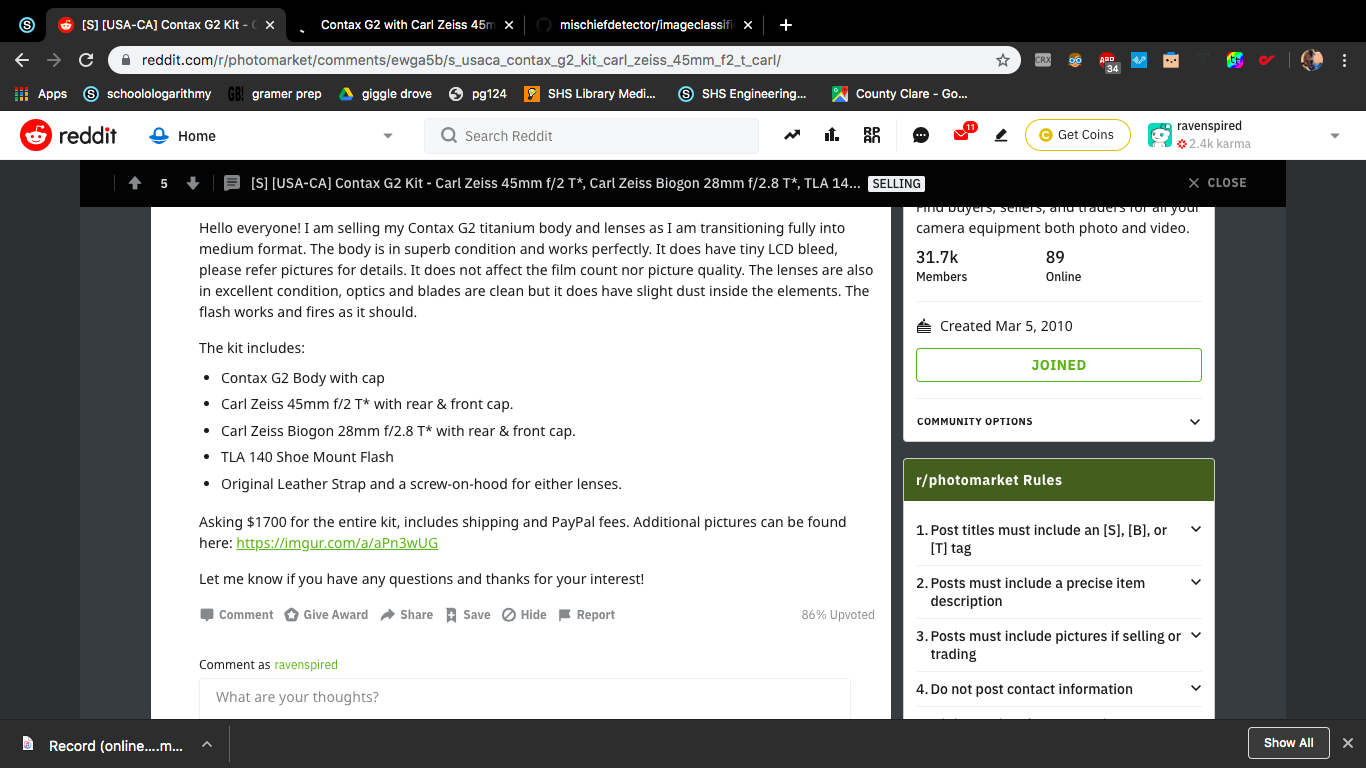 [S] [USA-CA] Contax G2 Kit - C
Contax G2 with Carl Zeiss 45m
mischiefdetector/imageclassifi
reddit.com/r/photomarket/comments/ewga5b/s_usaca_contax_g2_kit_carl_zeiss_45mm_f2_t_carl/
CRX
ABP
34
Apps
schoolologarithmy
GB!
gramer prep
giggle drove
pg124
SHS Library Medi...
SHS Engineering...
County Clare - Go...
reddit
Home
Search Reddit
11
Get Coins
ravenspired
2.4k karma
5
[S] [USA-CA] Contax G2 Kit - Carl Zeiss 45mm f/2 T*, Carl Zeiss Biogon 28mm f/2.8 T*, TLA 14...
SELLING
CLOSE
Hello everyone! I am selling my Contax G2 titanium body and lenses as I am transitioning fully into
medium format. The body is in superb condition and works perfectly. It does have tiny LCD bleed,
please refer pictures for details. It does not affect the film count nor picture quality. The lenses are also
in excellent condition, optics and blades are clean but it does have slight dust inside the elements. The
flash works and fires as it should.
The kit includes:
• Contax G2 Body with cap
• Carl Zeiss 45mm f/2 T* with rear & front cap.
• Carl Zeiss Biogon 28mm f/2.8 T* with rear & front cap.
• TLA 140 Shoe Mount Flash
• Original Leather Strap and a screw-on-hood for either lenses.
Asking $1700 for the entire kit, includes shipping and PayPal fees. Additional pictures can be found
here: https://imgur.com/a/aPn3wUG
Let me know if you have any questions and thanks for your interest!
Comment
Give Award
Share
Save
Hide
Report
86% Upvoted
Comment as ravenspired
What are your thoughts?
Find buyers, sellers, and traders for all your
camera equipment both photo and video.
31.7k
Members
89
Online
Created Mar 5, 2010
JOINED
COMMUNITY OPTIONS
r/photomarket Rules
1. Post titles must include an [S], [B], or
[T] tag
2. Posts must include a precise item
description
3. Posts must include pictures if selling or
trading
4. Do not post contact information
Record (online....m...
Show All